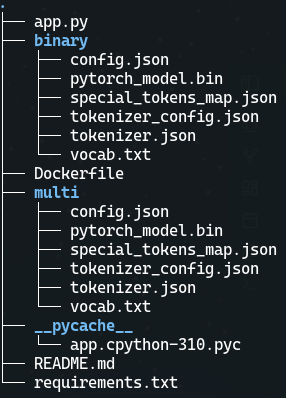 .
├── app.py
├── binary
│   ├── config.json
│   ├── pytorch_model.bin
│   ├── special_tokens_map.json
│   ├── tokenizer_config.json
│   ├── tokenizer.json
│   └── vocab.txt
├── Dockerfile
├── multi
│   ├── config.json
│   ├── pytorch_model.bin
│   ├── special_tokens_map.json
│   ├── tokenizer_config.json
│   ├── tokenizer.json
│   └── vocab.txt
├── __pycache__
│   └── app.cpython-310.pyc
├── README.md
└── requirements.txt